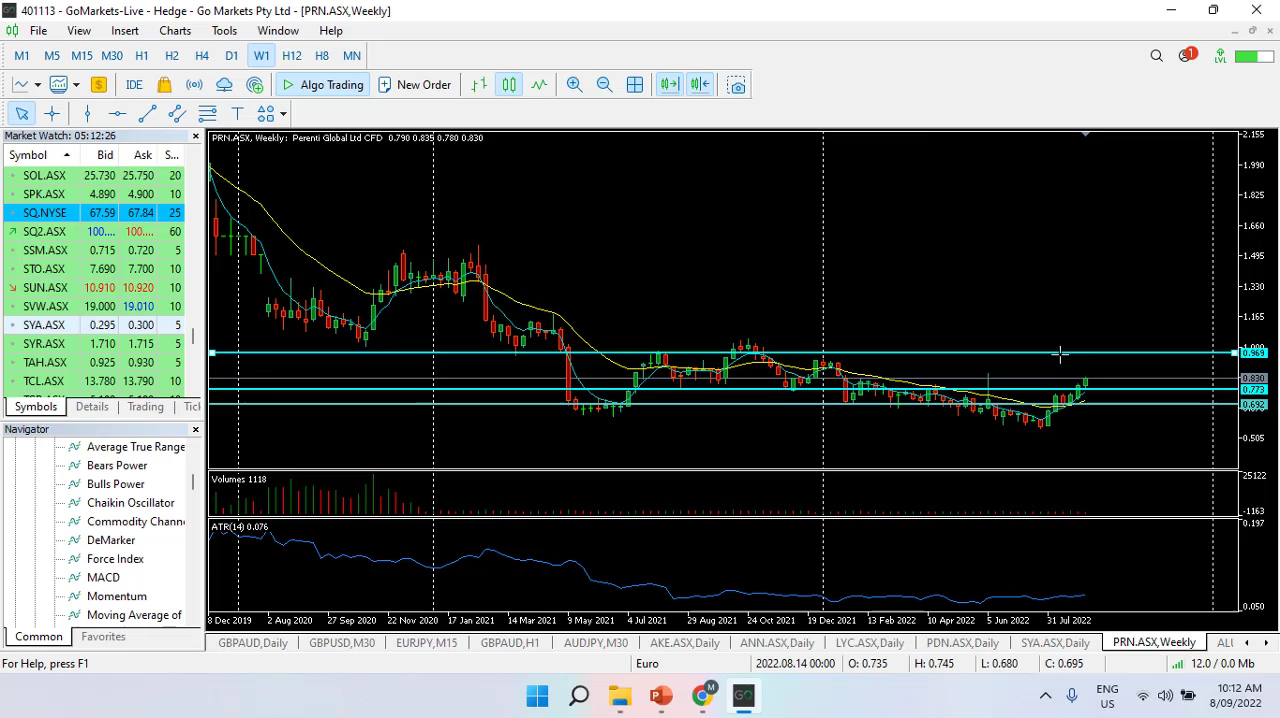 401113 - GoMarkets-Live - Hedge - Go Markets Pty Ltd - [PRN.ASX,Weekly]
File View Insert Charts Tools Window Help
M1 M5 M15 M30 H1 H2 H4 D1 W1 H12 H8 MN
1
LVL
IDE Algo Trading New Order
Market Watch: 05:12:26
Symbol Bid Ask S...
SOL.ASX 25.730 25.750 20
SPK.ASX 4.890 4.900 10
SQ.NYSE 67.59 67.84 25
SQ2.ASX 100.... 100.... 60
SSM.ASX 0.715 0.720 5
STO.ASX 7.690 7.700 10
SUN.ASX 10.910 10.920 10
SVW.ASX 19.000 19.010 10
SYA.ASX 0.295 0.300 5
SYR.ASX 1.710 1.715 5
TAH.ASX 0.925 0.930 5
TCL.ASX 13.780 13.790 5
Symbols Details Trading Tick
Navigator
Average True Range
Bears Power
Bulls Power
Chaikin Oscillator
Commodity Channe
DeMarker
Force Index
MACD
Momentum
Moving Average of
Common Favorites
PRN.ASX, Weekly: Perenti Global Ltd CFD 0.790 0.835 0.780 0.830
2.155
1.990
1.825
1.660
1.495
1.330
1.165
0.969
0.830
0.773
0.692
0.505
Volumes 1118
25122
-1163
ATR(14) 0.076
0.197
0.050
8 Dec 2019 2 Aug 2020 27 Sep 2020 22 Nov 2020 17 Jan 2021 14 Mar 2021 9 May 2021 4 Jul 2021 29 Aug 2021 24 Oct 2021 19 Dec 2021 13 Feb 2022 10 Apr 2022 5 Jun 2022 31 Jul 2022
GBPAUD,Daily GBPUSD,M30 EURJPY,M15 GBPAUD,H1 AUDJPY,M30 AKE.ASX,Daily ANN.ASX,Daily LYC.ASX,Daily PDN.ASX,Daily SYA.ASX,Daily PRN.ASX,Weekly ALL
For Help, press F1 Euro 2022.08.14 00:00 O: 0.735 H: 0.745 L: 0.680 C: 0.695 12.0 / 0.0 Mb
M
GO
ENG
US
10:12 AM
8/09/2022